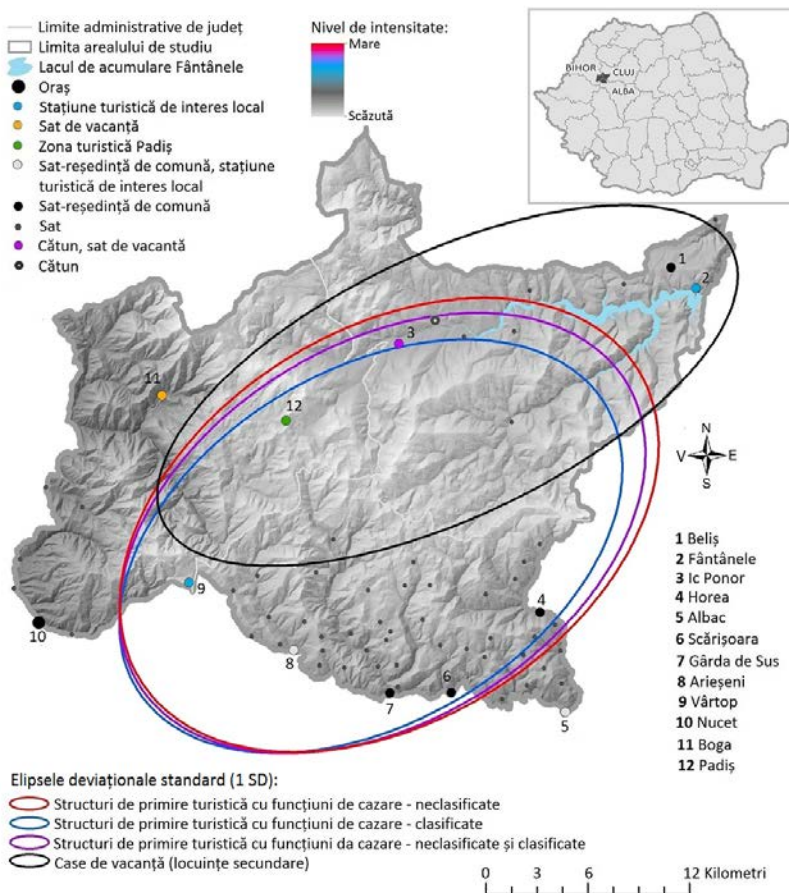 Limite administrative de județ
Limita arealului de studiu
Lacul de acumulare Fântânele
Oraș
Stațiune turistică de interes local
Sat de vacanță
Zona turistică Padiș
Sat-reședință de comună, stațiune
turistică de interes local
Sat-reședință de comună
Sat
Cătun, sat de vacantă
Cătun
Nivel de intensitate:
Mare
Scăzută
BIHOR
CLUJ
ALBA
1
2
3
11
12
N
V
E
S
9
10
8
7
6
4
5
1 Beliș
2 Fântânele
3 Ic Ponor
4 Horea
5 Albac
6 Scărișoara
7 Gârda de Sus
8 Arieșeni
9 Vârtop
10 Nucet
11 Boga
12 Padiș
Elipsele deviaționale standard (1 SD):
Structuri de primire turistică cu funcțiuni de cazare - neclasificate
Structuri de primire turistică cu funcțiuni de cazare - clasificate
Structuri de primire turistică cu funcțiuni da cazare - neclasificate și clasificate
Case de vacanță (locuințe secundare)
0 3 6 12 Kilometri